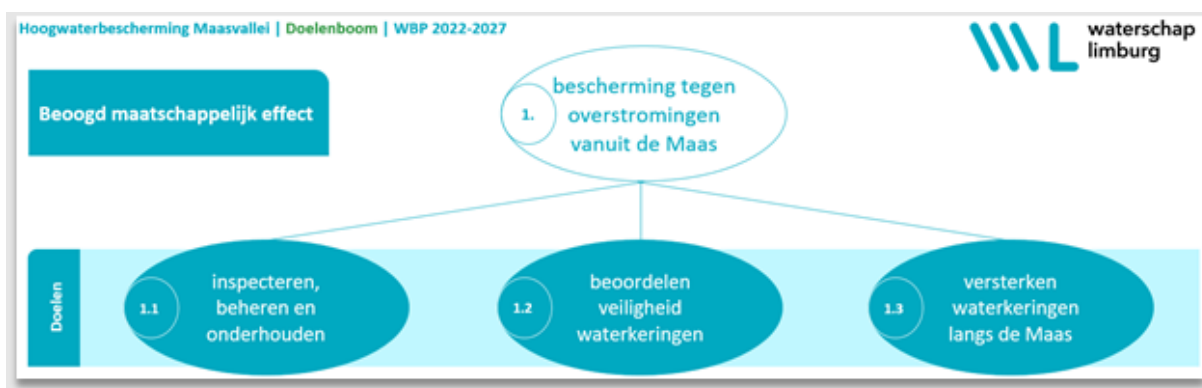 Hoogwaterbescherming Maasvallei | Doelenboom | WBP 2022-2027
waterschap
limburg
Beoogd maatschappelijk effect
1.
bescherming tegen
overstromingen
vanuit de Maas
Doelen
1.1
inspecteren,
beheren en
onderhouden
1.2
beoordelen
veiligheid
waterkeringen
1.3
versterken
waterkeringen
langs de Maas